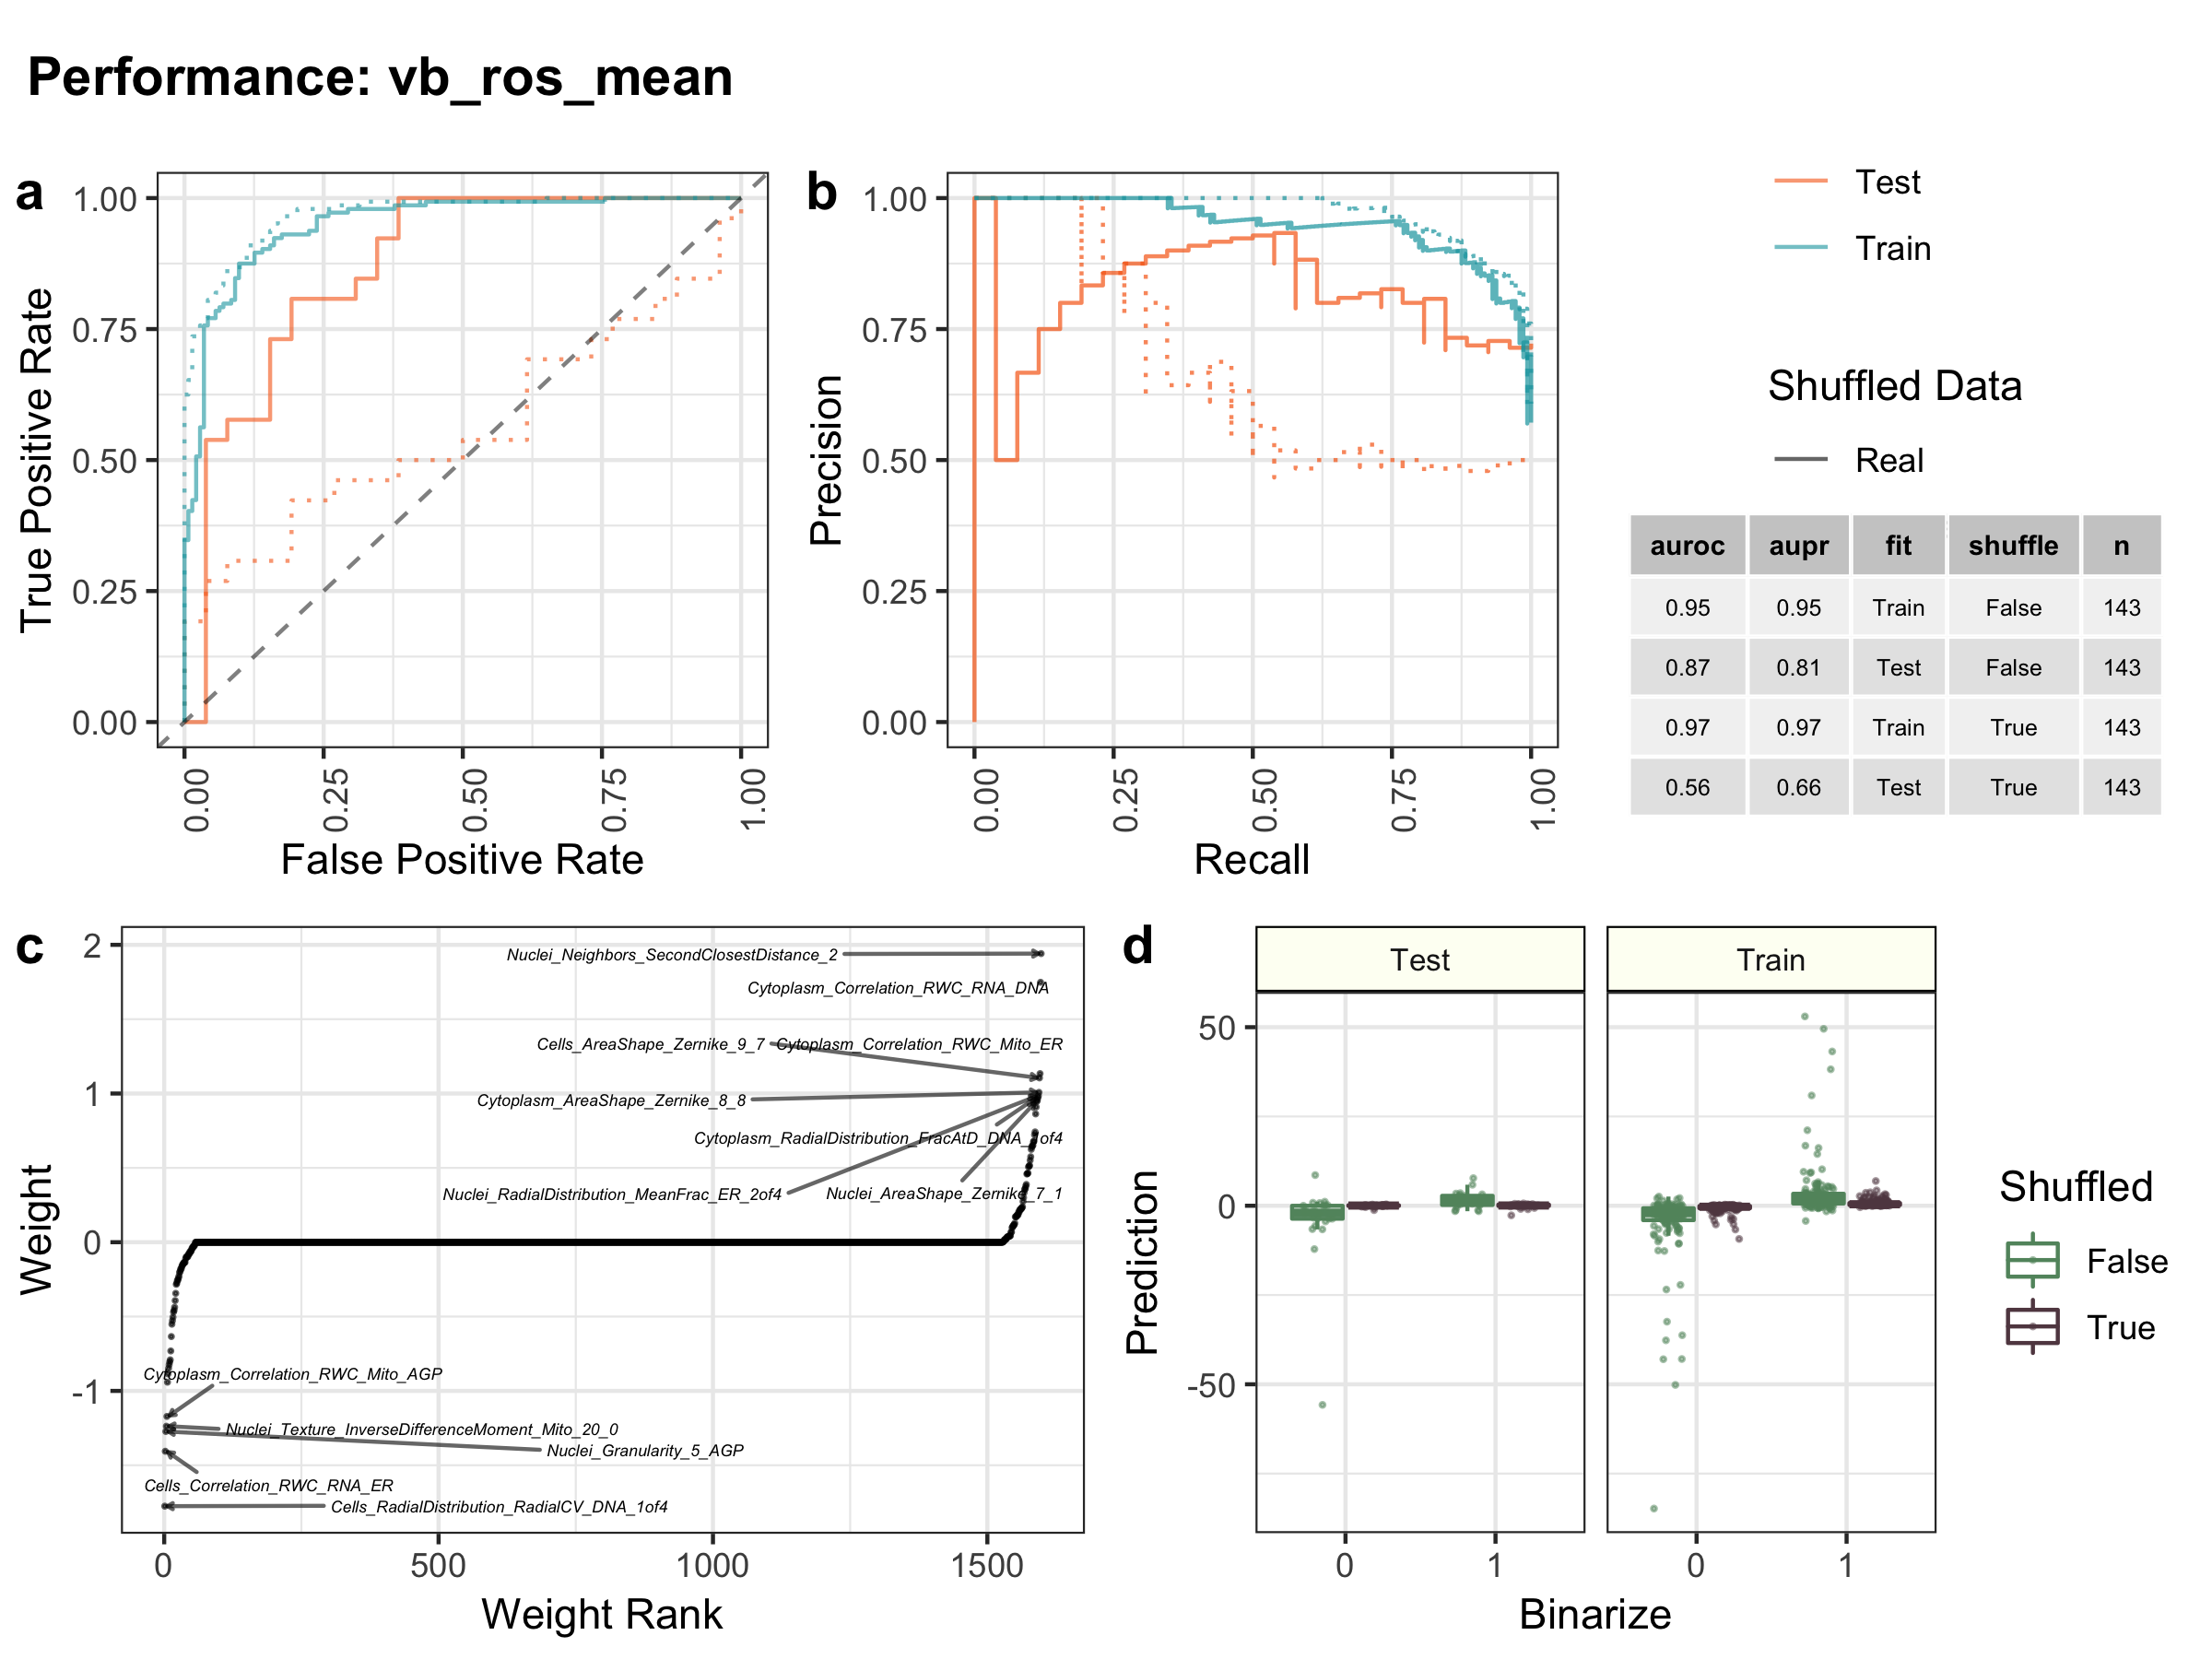 Performance: vb_ros_mean
a
1.00
0.75
0.50
0.25
0.00
True Positive Rate
0.00
0.25
0.50
0.75
1.00
False Positive Rate
b
1.00
0.75
0.50
0.25
0.00
Precision
0.00
0.25
0.50
0.75
1.00
Recall
Test
Train
Shuffled Data
Real
auroc aupr fit shuffle n
0.95 0.95 Train False 143
0.87 0.81 Test False 143
0.97 0.97 Train True 143
0.56 0.66 Test True 143
c
2
1
0
-1
Weight
Nuclei_Neighbors_SecondClosestDistance_2
Cytoplasm_Correlation_RWC_RNA_DNA
Cells_AreaShape_Zernike_9_7
Cytoplasm_Correlation_RWC_Mito_ER
Cytoplasm_AreaShape_Zernike_8_8
Cytoplasm_RadialDistribution_FracAtD_DNA_1of4
Nuclei_RadialDistribution_MeanFrac_ER_2of4
Nuclei_AreaShape_Zernike_7_1
Cytoplasm_Correlation_RWC_Mito_AGP
Nuclei_Texture_InverseDifferenceMoment_Mito_20_0
Nuclei_Granularity_5_AGP
Cells_Correlation_RWC_RNA_ER
Cells_RadialDistribution_RadialCV_DNA_1of4
0
500
1000
1500
Weight Rank
d
Test
Train
50
0
-50
Prediction
0
1
0
1
Binarize
Shuffled
False
True